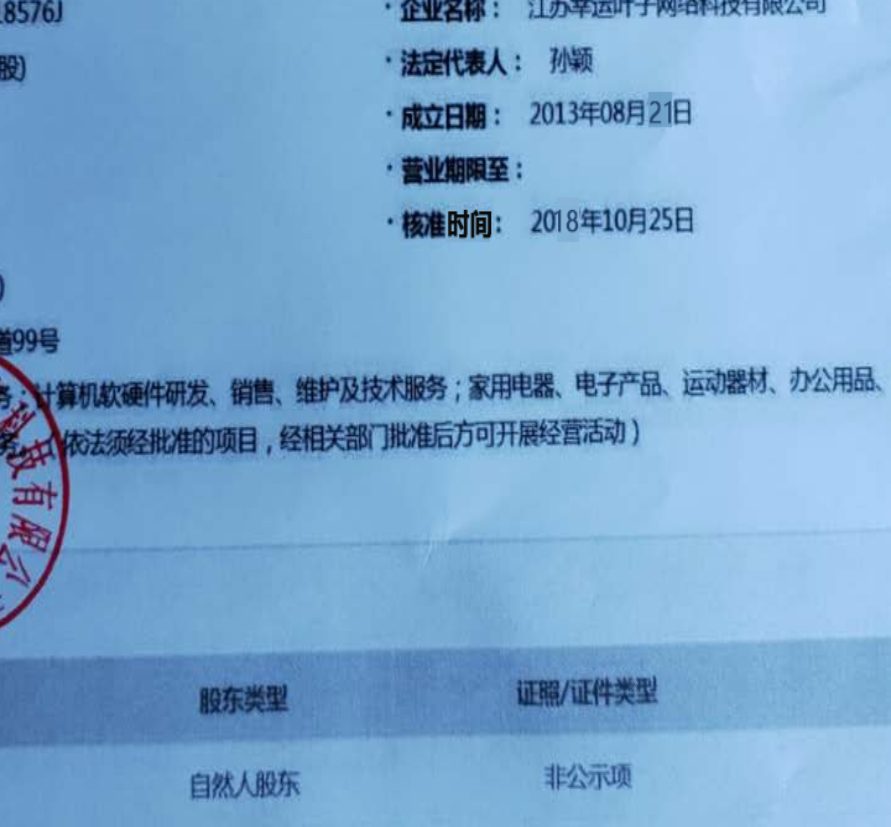 18576J
· 企业名称： 江苏幸运叶子网络科技有限公司
股)
· 法定代表人： 孙颖
· 成立日期： 2013年08月21日
· 营业期限至：
· 核准时间： 2018年10月25日
)
道99号
务；计算机软硬件研发、销售、维护及技术服务；家用电器、电子产品、运动器材、办公用品、
务。（依法须经批准的项目，经相关部门批准后方可开展经营活动）
科技有限公
股东类型 证照/证件类型
自然人股东 非公示项